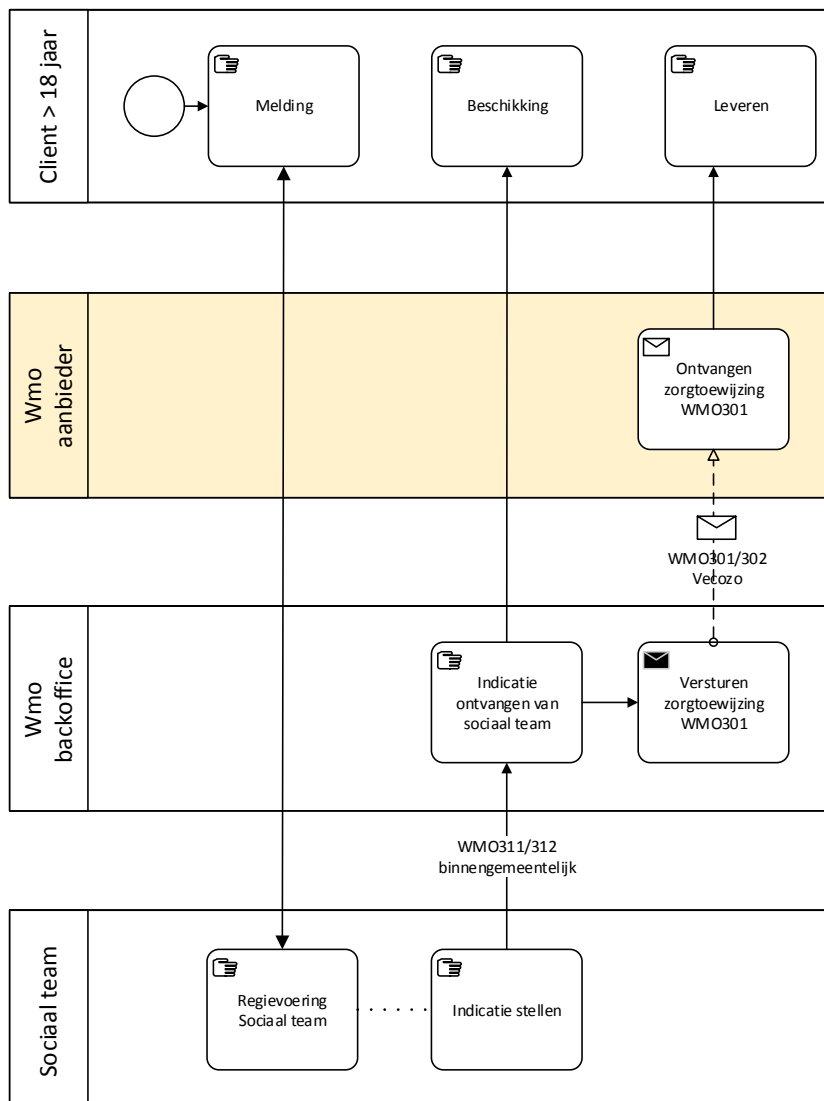 Client > 18 jaar
Melding
Beschikking
Leveren
Wmo
aanbieder
Ontvangen
zorgtoewijzing
WMO301
WMO301/302
Vecozo
Wmo
backoffice
Indicatie
ontvangen van
sociaal team
Versturen
zorgtoewijzing
WMO301
WMO311/312
binnengemeentelijk
Sociaal team
Regievoering
Sociaal team
Indicatie stellen